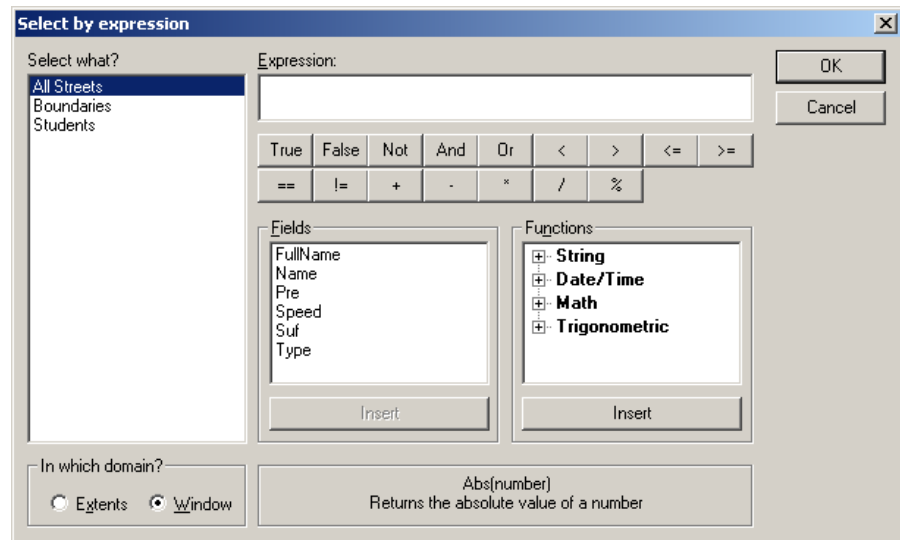 Select by expression
Select what?
All Streets
Boundaries
Students
Expression:
OK
Cancel
True False Not And Or < > <= >=
== != + - * / %
Fields
FullName
Name
Pre
Speed
Suf
Type
Insert
Functions
String
Date/Time
Math
Trigonometric
Insert
In which domain?
Extents Window
Abs(number)
Returns the absolute value of a number